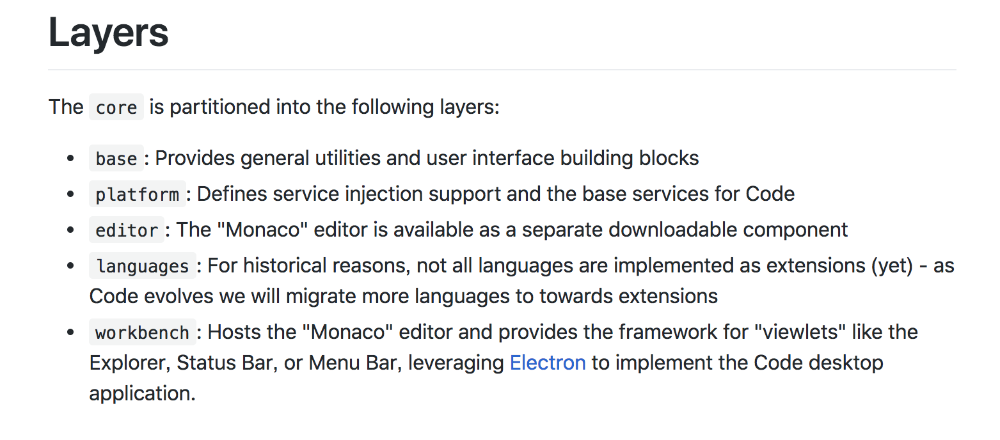 Layers
The core is partitioned into the following layers:
• base : Provides general utilities and user interface building blocks
• platform : Defines service injection support and the base services for Code
• editor : The "Monaco" editor is available as a separate downloadable component
• languages : For historical reasons, not all languages are implemented as extensions (yet) - as
Code evolves we will migrate more languages to towards extensions
• workbench : Hosts the "Monaco" editor and provides the framework for "viewlets" like the
Explorer, Status Bar, or Menu Bar, leveraging Electron to implement the Code desktop
application.